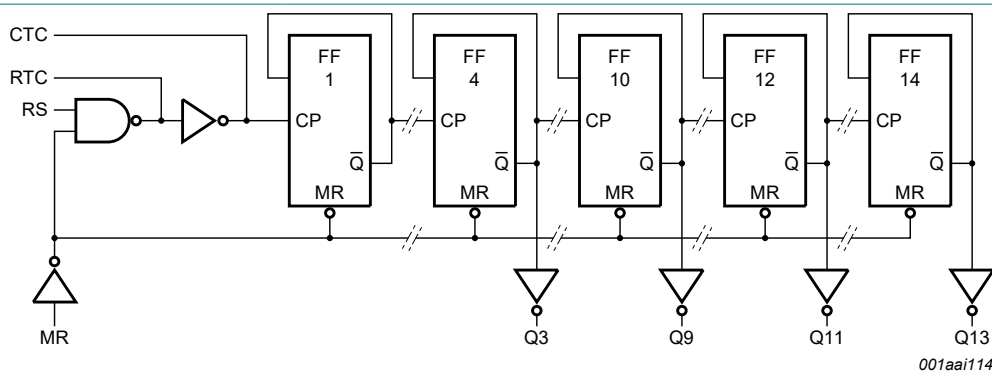 CTC
RTC
RS
MR
FF
1
CP
Q̅
MR
FF
4
CP
Q̅
MR
FF
10
CP
Q̅
MR
FF
12
CP
Q̅
MR
FF
14
CP
Q̅
MR
Q3
Q9
Q11
Q13
001aai114